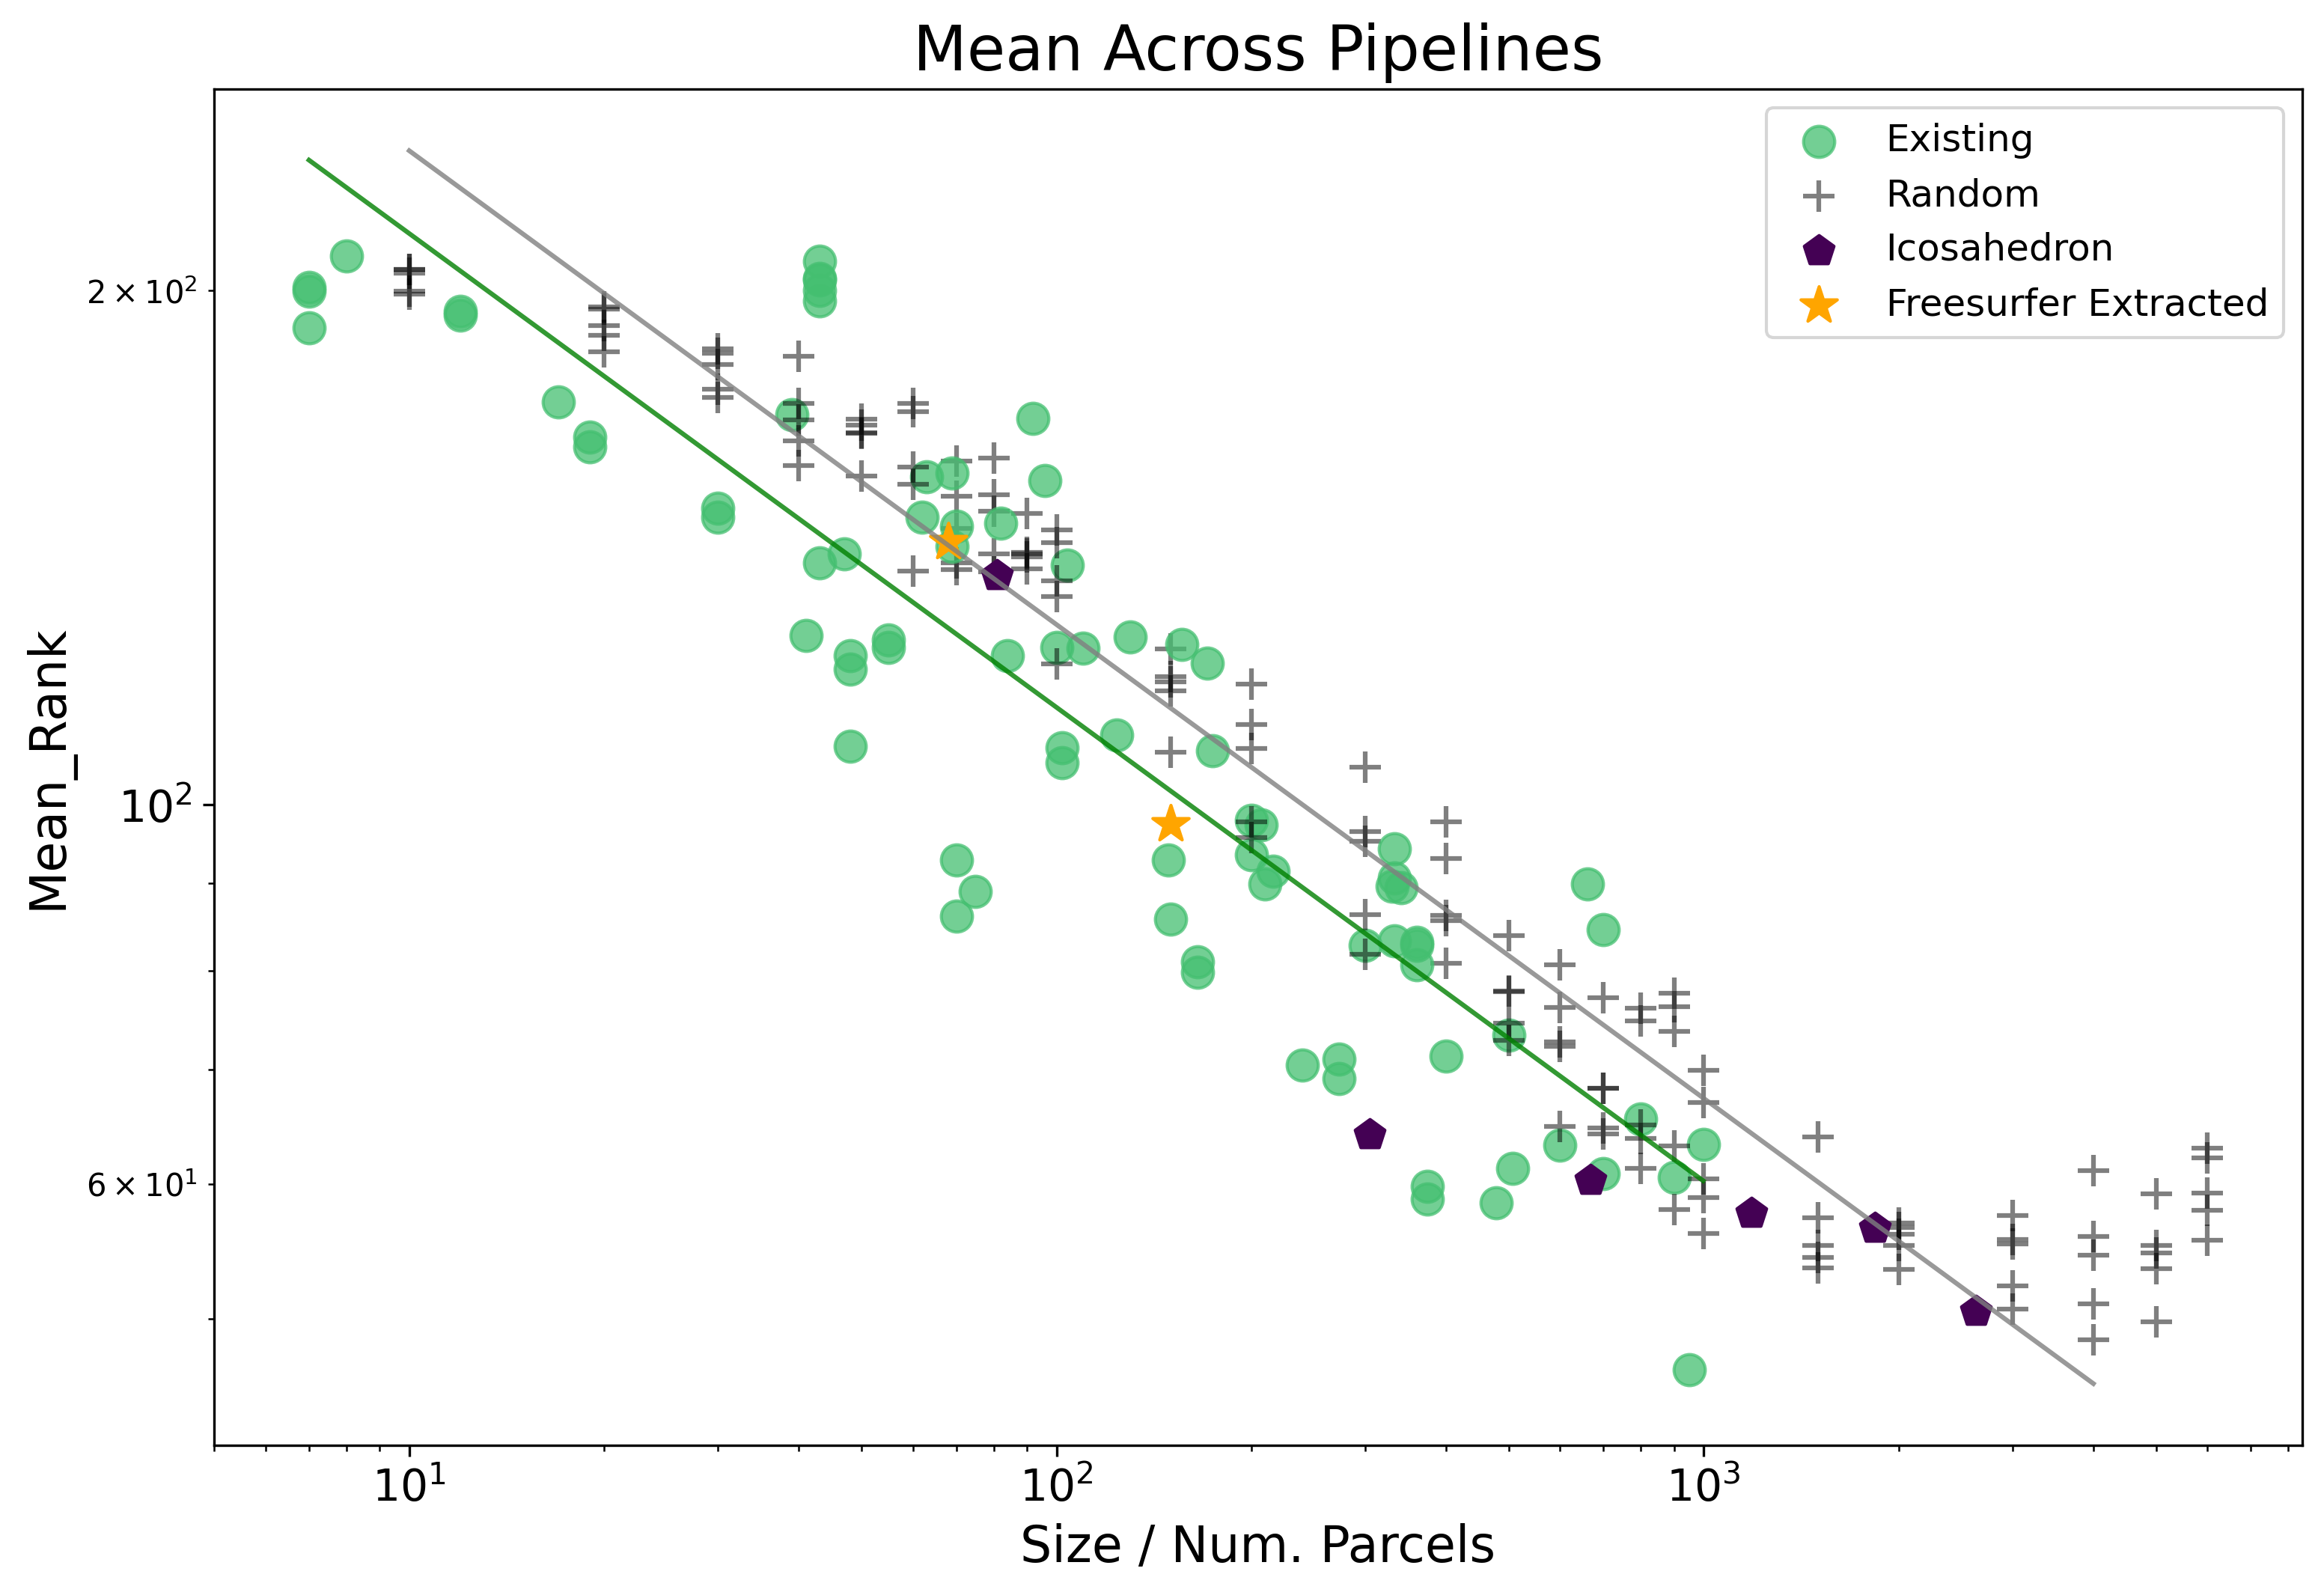 Mean Across Pipelines
Existing
Random
Icosahedron
Freesurfer Extracted
Mean_Rank
2 × 10²
10²
6 × 10¹
10¹
10²
10³
Size / Num. Parcels